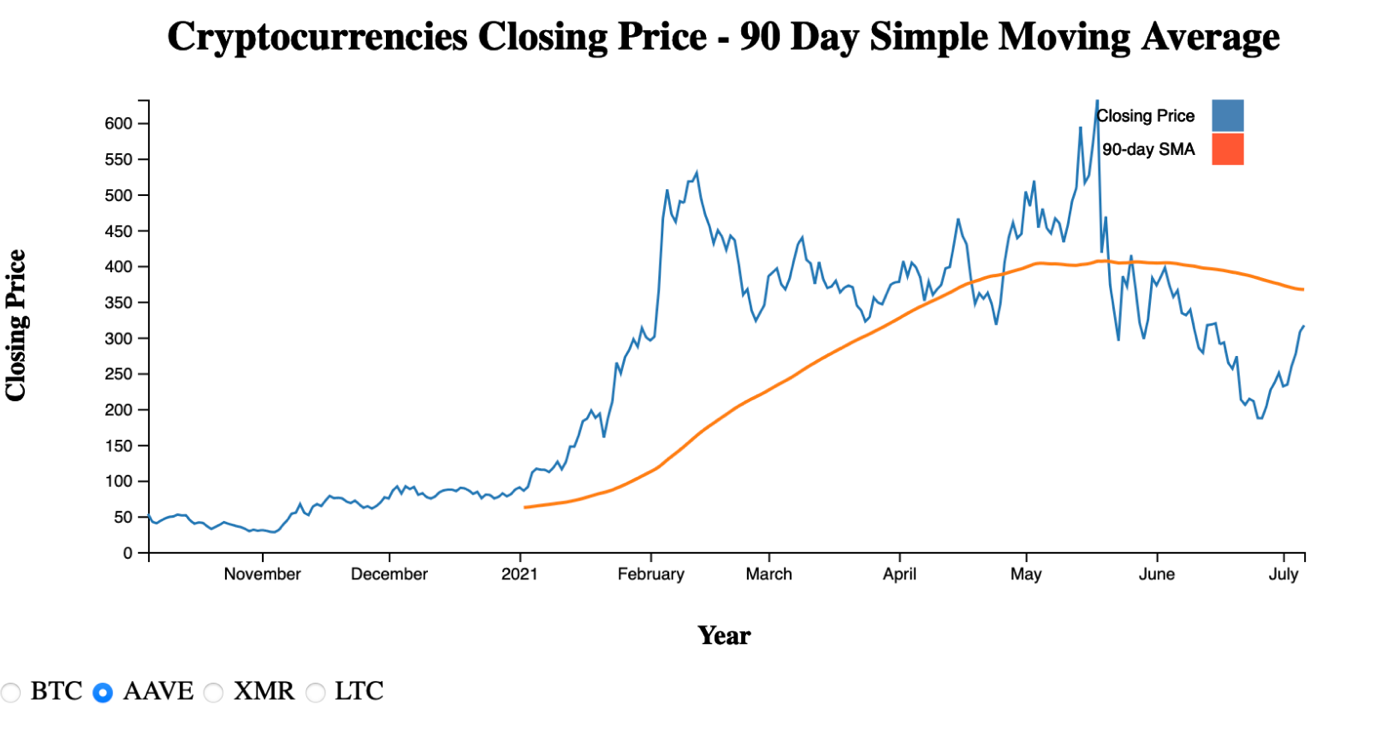 Cryptocurrencies Closing Price - 90 Day Simple Moving Average
Closing Price
90-day SMA
600
550
500
450
400
350
300
250
200
150
100
50
0
Closing Price
November December 2021 February March April May June July
Year
BTC AAVE XMR LTC